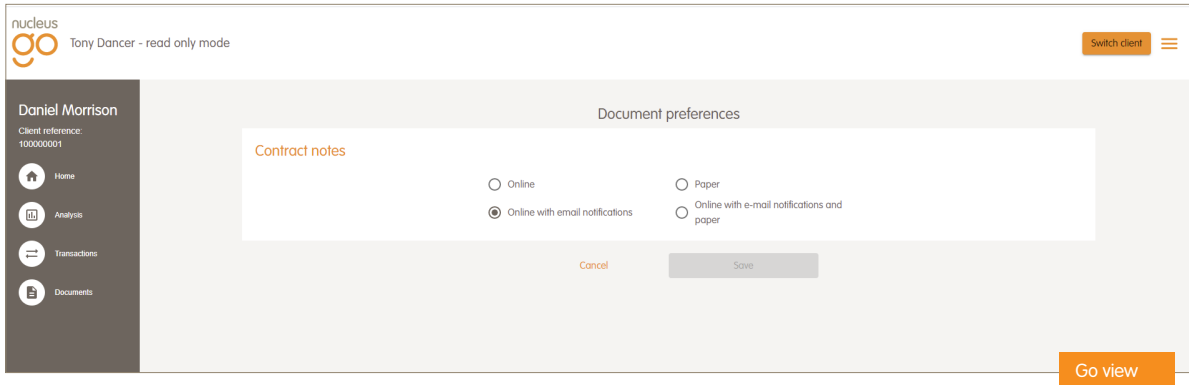 nucleus
go
Tony Dancer - read only mode
Switch client
Daniel Morrison
Client reference:
100000001
Home
Analysis
Transactions
Documents
Document preferences
Contract notes
Online
Paper
Online with email notifications
Online with e-mail notifications and
paper
Cancel
Save
Go view